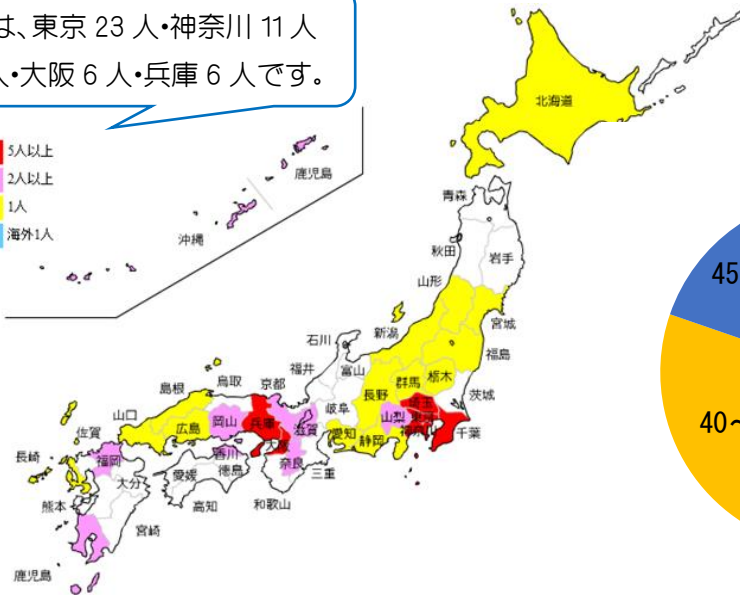 は、東京 23 人・神奈川 11 人
人・大阪 6 人・兵庫 6 人です。
5人以上
2人以上
1人
海外1人
鹿児島
沖縄
北海道
青森
秋田
岩手
山形
宮城
新潟
福島
石川
富山
福井
群馬
栃木
茨城
長野
埼玉
東京
山梨
神奈川
千葉
岐阜
愛知
静岡
島根
鳥取
京都
兵庫
岡山
広島
山口
滋賀
大阪
奈良
三重
和歌山
香川
徳島
愛媛
高知
佐賀
福岡
長崎
大分
熊本
宮崎
鹿児島
45
40~